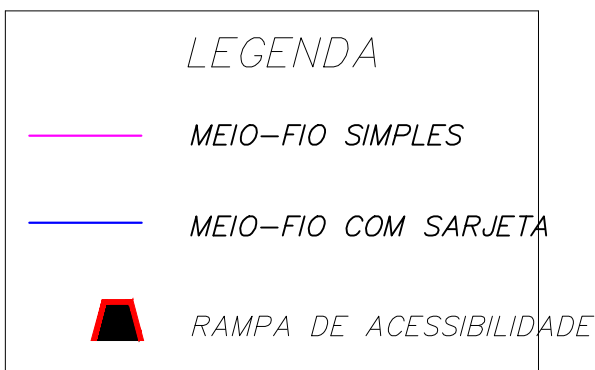 LEGENDA
MEIO-FIO SIMPLES
MEIO-FIO COM SARJETA
RAMPA DE ACESSIBILIDADE